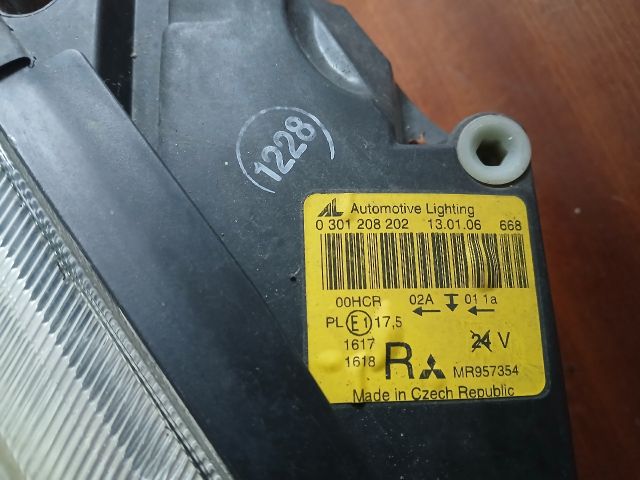 1228
AL Automotive Lighting
0 301 208 202 13.01.06 668
00HCR 02A 01 1a
PL E1 17,5
1617
1618 R 24 V
MR957354
Made in Czech Republic